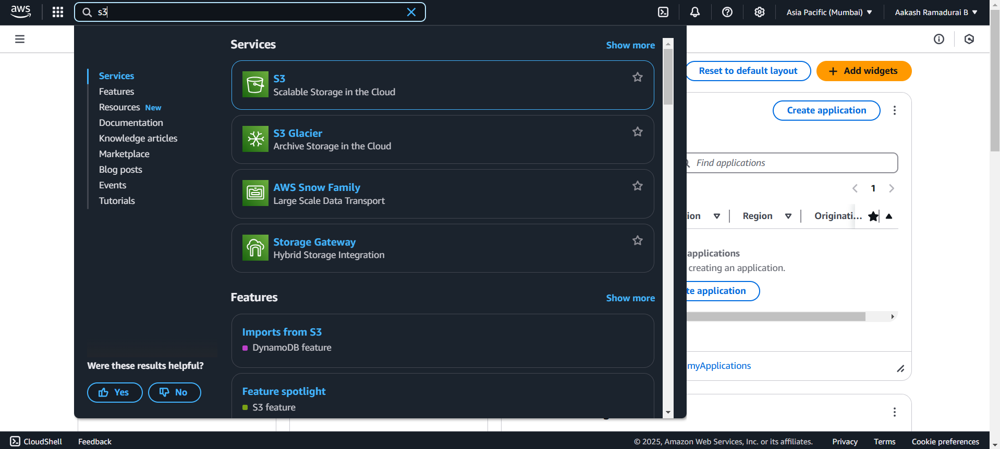 aws
s3
Asia Pacific (Mumbai)
Aakash Ramadurai B
Services
Features
Resources New
Documentation
Knowledge articles
Marketplace
Blog posts
Events
Tutorials
Were these results helpful?
Yes
No
Services
Show more
S3
Scalable Storage in the Cloud
S3 Glacier
Archive Storage in the Cloud
AWS Snow Family
Large Scale Data Transport
Storage Gateway
Hybrid Storage Integration
Features
Show more
Imports from S3
DynamoDB feature
Feature spotlight
S3 feature
Reset to default layout
Add widgets
Create application
Find applications
1
ion
Region
Originati...
applications
creating an application.
te application
myApplications
CloudShell
Feedback
© 2025, Amazon Web Services, Inc. or its affiliates.
Privacy
Terms
Cookie preferences